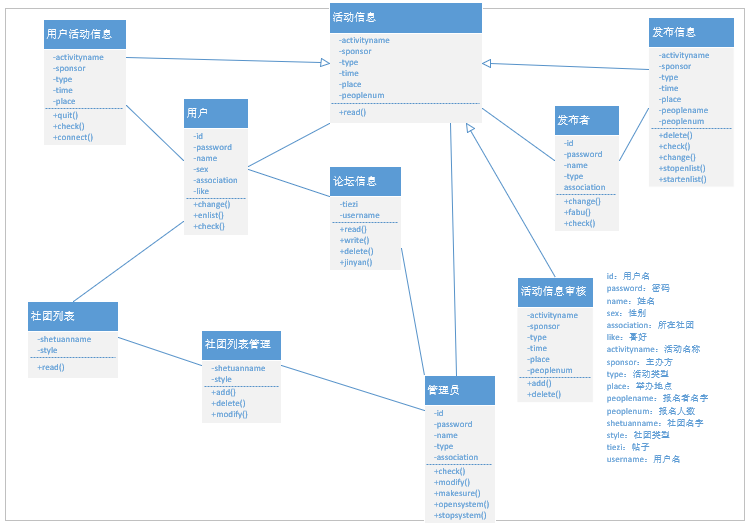 用户活动信息
-activityname
-sponsor
-type
-time
-place
+quit()
+check()
+connect()
活动信息
-activityname
-sponsor
-type
-time
-place
-peoplenum
+read()
发布信息
-activityname
-sponsor
-type
-time
-place
-peoplename
-peoplenum
+delete()
+check()
+change()
+stopenlist()
+startenlist()
用户
-id
-password
-name
-sex
-association
-like
+change()
+enlist()
+check()
发布者
-id
-password
-name
-type
association
+change()
+fabu()
+check()
论坛信息
-tiezi
-username
+read()
+write()
+delete()
+jinyan()
社团列表
-shetuanname
-style
+read()
社团列表管理
-shetuanname
-style
+add()
+delete()
+modify()
管理员
-id
-password
-name
-type
-association
+check()
+modify()
+makesure()
+opensystem()
+stopsystem()
活动信息审核
-activityname
-sponsor
-type
-time
-place
-peoplenum
+add()
+delete()
id：用户名
password：密码
name：姓名
sex：性别
association：所在社团
like：喜好
activityname：活动名称
sponsor：主办方
type：活动类型
place：举办地点
peoplename：报名者名字
peoplenum：报名人数
shetuanname：社团名字
style：社团类型
tiezi：帖子
username：用户名